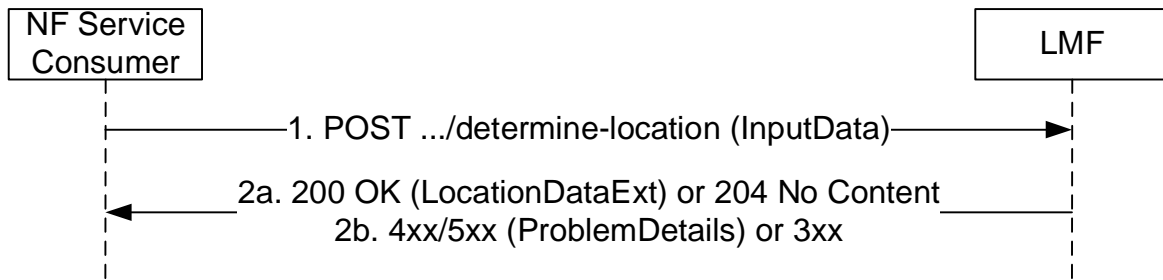 NF Service
Consumer
LMF
1. POST .../determine-location (InputData)
2a. 200 OK (LocationDataExt) or 204 No Content
2b. 4xx/5xx (ProblemDetails) or 3xx